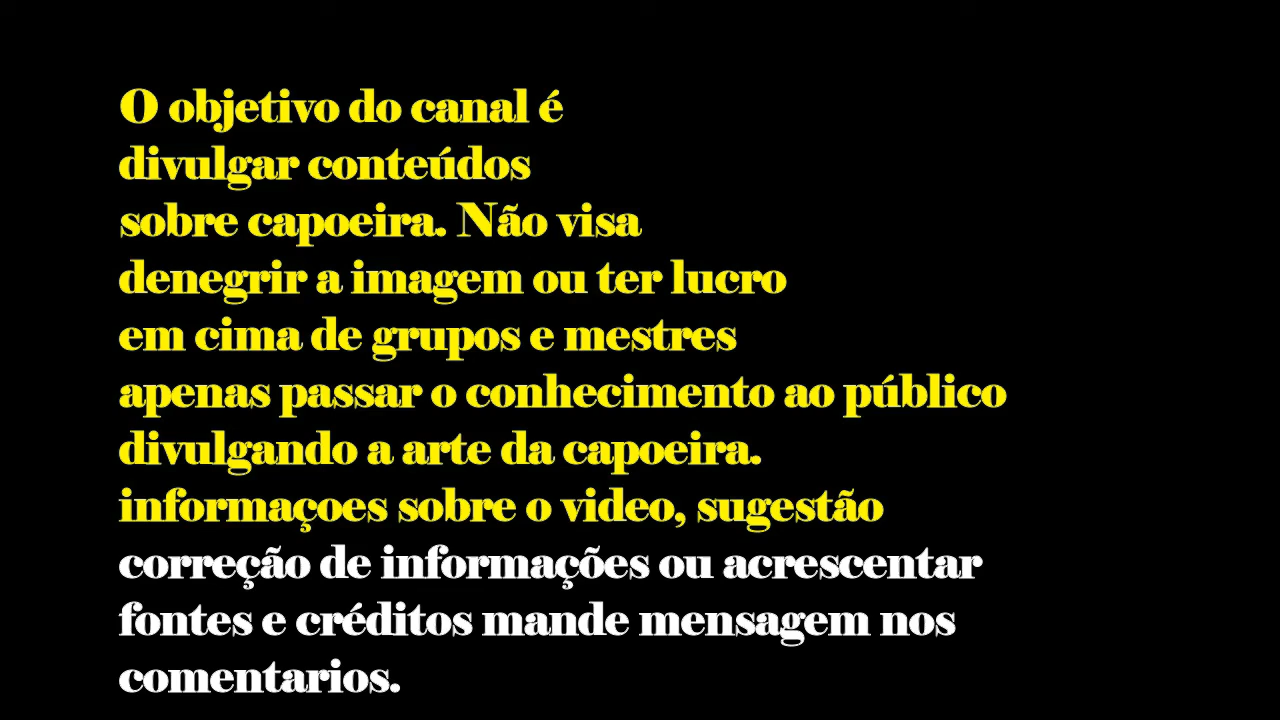 O objetivo do canal é
divulgar conteúdos
sobre capoeira. Não visa
denegrir a imagem ou ter lucro
em cima de grupos e mestres
apenas passar o conhecimento ao público
divulgando a arte da capoeira.
informaçoes sobre o video, sugestão
correção de informações ou acrescentar
fontes e créditos mande mensagem nos
comentarios.